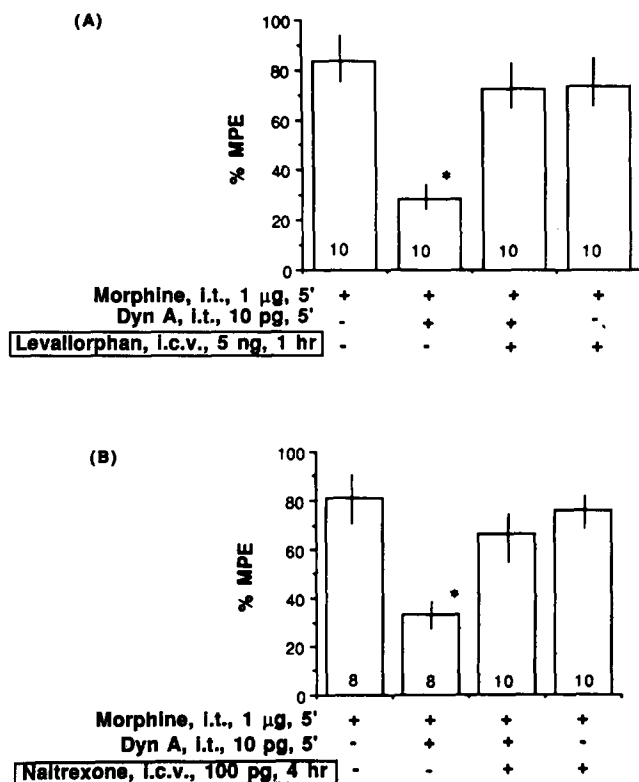 (A)
100
80
60
40
20
0
% MPE
*
10 10 10 10
Morphine, i.t., 1 µg, 5' + + + +
Dyn A, i.t., 10 pg, 5' - + + -
Levallorphan, i.c.v., 5 ng, 1 hr - - + +
(B)
100
80
60
40
20
0
% MPE
*
8 8 10 10
Morphine, i.t., 1 µg, 5' + + + +
Dyn A, i.t., 10 pg, 5' - + + -
Naltrexone, i.c.v., 100 pg, 4 hr - - + +